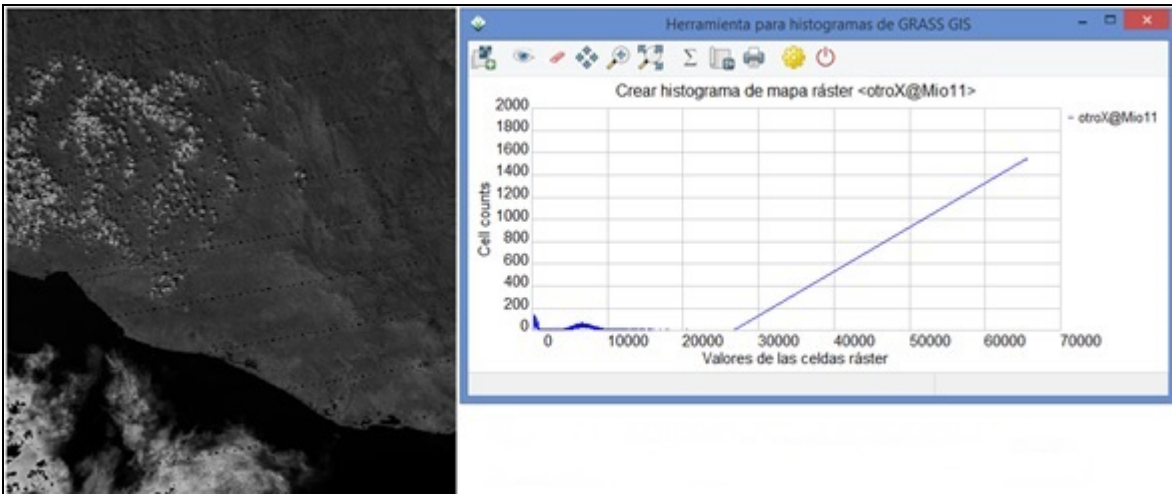 Herramienta para histogramas de GRASS GIS
Crear histograma de mapa ráster <otroX@Mio11>
otroX@Mio11
2000
1800
1600
1400
1200
1000
800
600
400
200
0
Cell counts
0 10000 20000 30000 40000 50000 60000 70000
Valores de las celdas ráster